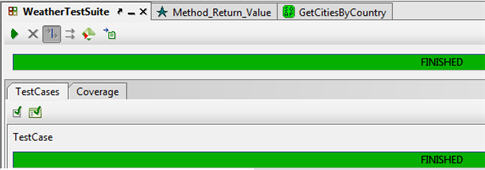 WeatherTestSuite Method_Return_Value GetCitiesByCountry
FINISHED
TestCases Coverage
TestCase
FINISHED